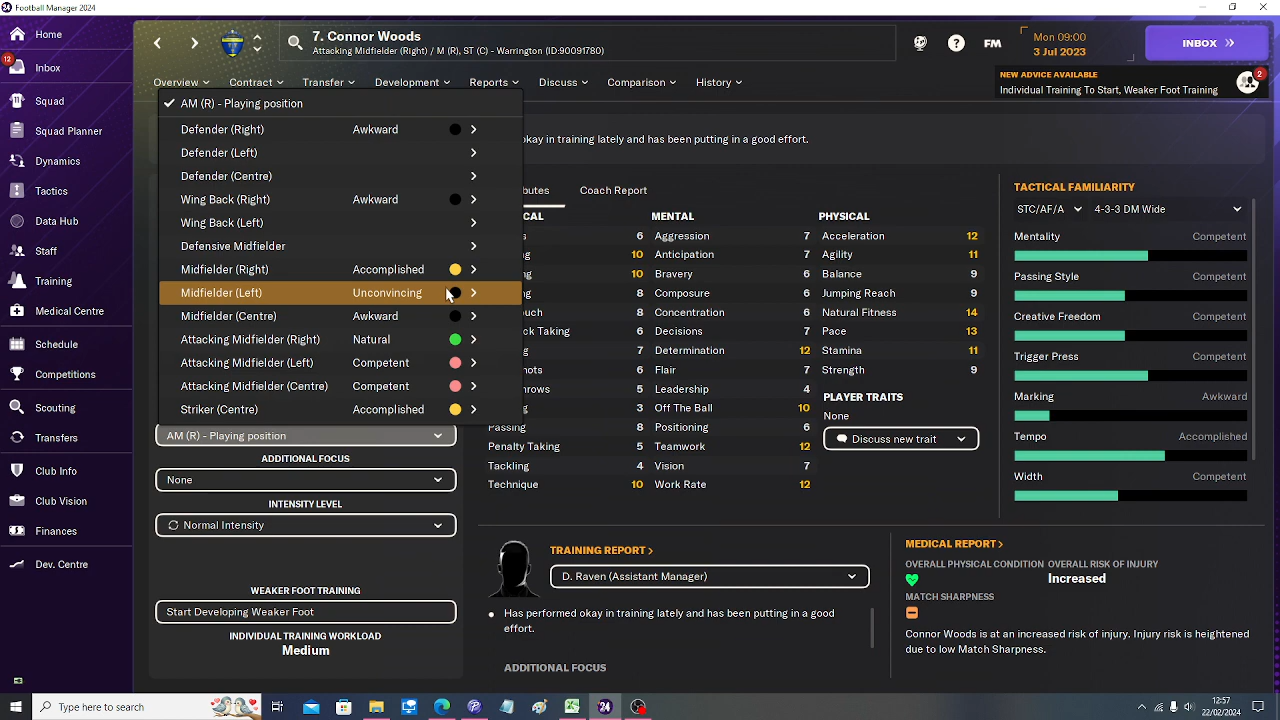 24 Football Manager 2024
Home
12
Inbox
Squad
Squad Planner
Dynamics
Tactics
Data Hub
Staff
Training
Medical Centre
Schedule
Competitions
Scouting
Transfers
Club Info
Club Vision
Finances
Dev. Centre
7. Connor Woods
Attacking Midfielder (Right) / M (R), ST (C) - Warrington (ID:90091780)
? FM
Mon 09:00
3 Jul 2023
INBOX
Overview Contract Transfer Development Reports Discuss Comparison History
NEW ADVICE AVAILABLE
Individual Training To Start, Weaker Foot Training
2
okay in training lately and has been putting in a good effort.
AM (R) - Playing position
Defender (Right) Awkward
Defender (Left)
Defender (Centre)
Wing Back (Right) Awkward
Wing Back (Left)
Defensive Midfielder
Midfielder (Right) Accomplished
Midfielder (Left) Unconvincing
Midfielder (Centre) Awkward
Attacking Midfielder (Right) Natural
Attacking Midfielder (Left) Competent
Attacking Midfielder (Centre) Competent
Striker (Centre) Accomplished
AM (R) - Playing position
ADDITIONAL FOCUS
None
INTENSITY LEVEL
Normal Intensity
WEAKER FOOT TRAINING
Start Developing Weaker Foot
INDIVIDUAL TRAINING WORKLOAD
Medium
Coach Report
6
10
10
8
8
7
6
5
3
Passing 8
Penalty Taking 5
Tackling 4
Technique 10
MENTAL
Aggression 7
Anticipation 7
Bravery 6
Composure 6
Concentration 6
Decisions 6
Determination 12
Flair 7
Leadership 4
Off The Ball 10
Positioning 6
Teamwork 12
Vision 7
Work Rate 12
PHYSICAL
Acceleration 12
Agility 11
Balance 9
Jumping Reach 9
Natural Fitness 14
Pace 13
Stamina 11
Strength 9
PLAYER TRAITS
None
Discuss new trait
TACTICAL FAMILIARITY
STC/AF/A 4-3-3 DM Wide
Mentality Competent
Passing Style Competent
Creative Freedom Competent
Trigger Press Competent
Marking Awkward
Tempo Accomplished
Width Competent
TRAINING REPORT >
D. Raven (Assistant Manager)
Has performed okay in training lately and has been putting in a good
effort.
ADDITIONAL FOCUS
MEDICAL REPORT >
OVERALL PHYSICAL CONDITION OVERALL RISK OF INJURY
Increased
MATCH SHARPNESS
Connor Woods is at an increased risk of injury. Injury risk is heightened
due to low Match Sharpness.
Type here to search
12:57
22/02/2024